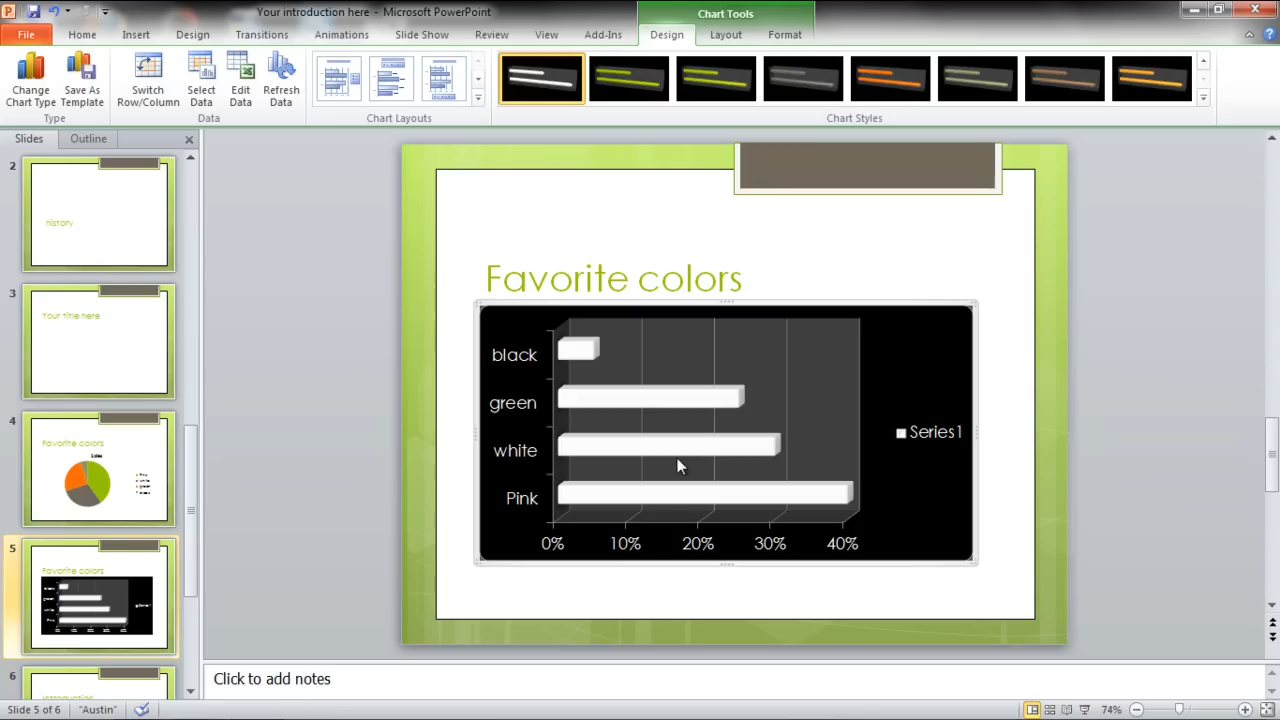 Your introduction here - Microsoft PowerPoint
Chart Tools
File Home Insert Design Transitions Animations Slide Show Review View Add-Ins Design Layout Format
Change Chart Type
Save As Template
Switch Row/Column
Select Data
Edit Data
Refresh Data
Type
Data
Chart Layouts
Chart Styles
Slides
Outline
2
history
3
Your title here
4
Favorite colors
Sales
5
Favorite colors
6
Introduction
Favorite colors
black
green
white
Pink
0% 10% 20% 30% 40%
Series1
Click to add notes
Slide 5 of 6
"Austin"
74%